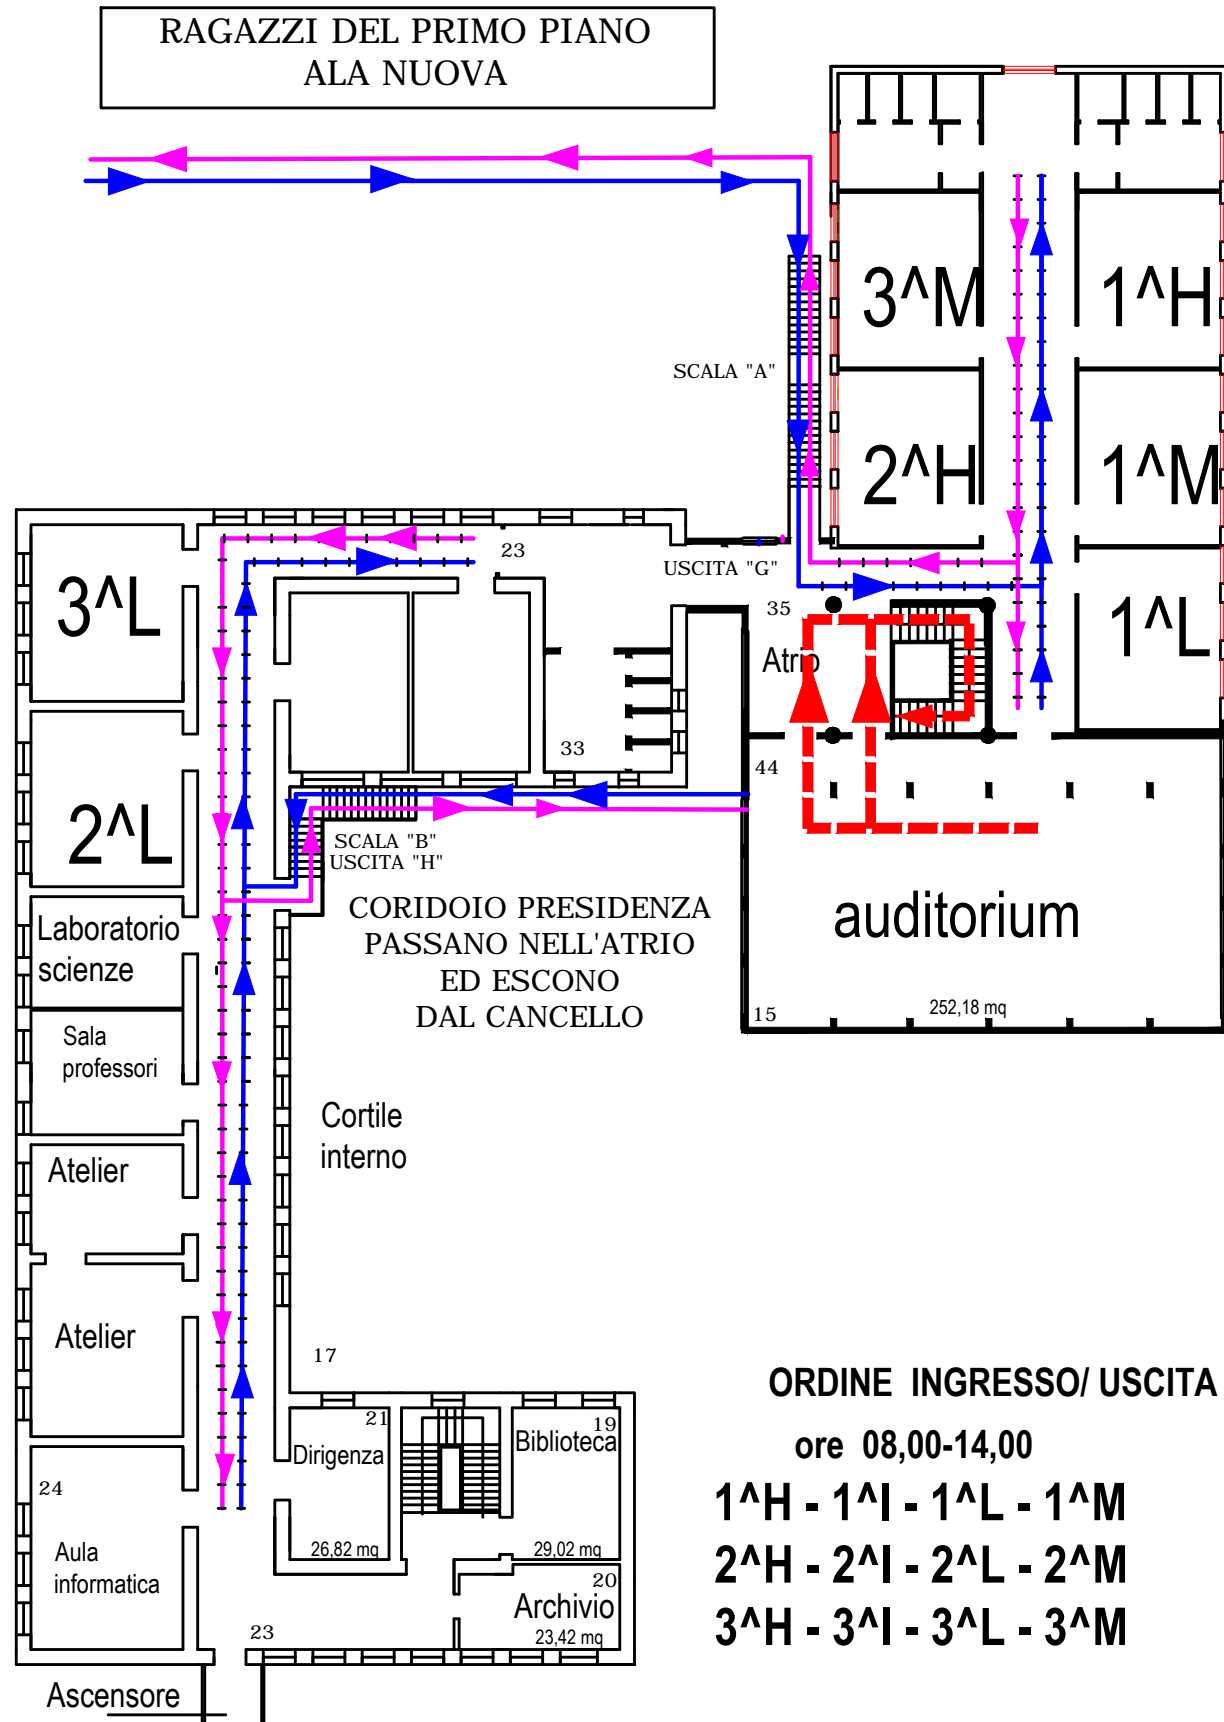 RAGAZZI DEL PRIMO PIANO
ALA NUOVA
3^M
1^H
SCALA "A"
2^H
1^M
23
USCITA "G"
3^L
35
1^L
Atrio
33
44
2^L
SCALA "B"
USCITA "H"
CORIDOIO PRESIDENZA
PASSANO NELL'ATRIO
ED ESCONO
DAL CANCELLO
auditorium
252,18 mq
15
Laboratorio
scienze
Sala
professori
Cortile
interno
Atelier
Atelier
17
ORDINE INGRESSO/ USCITA
ore 08,00-14,00
1^H - 1^I - 1^L - 1^M
2^H - 2^I - 2^L - 2^M
3^H - 3^I - 3^L - 3^M
21
Dirigenza
26,82 mq
19
Biblioteca
29,02 mq
24
Aula
informatica
20
Archivio
23,42 mq
23
Ascensore